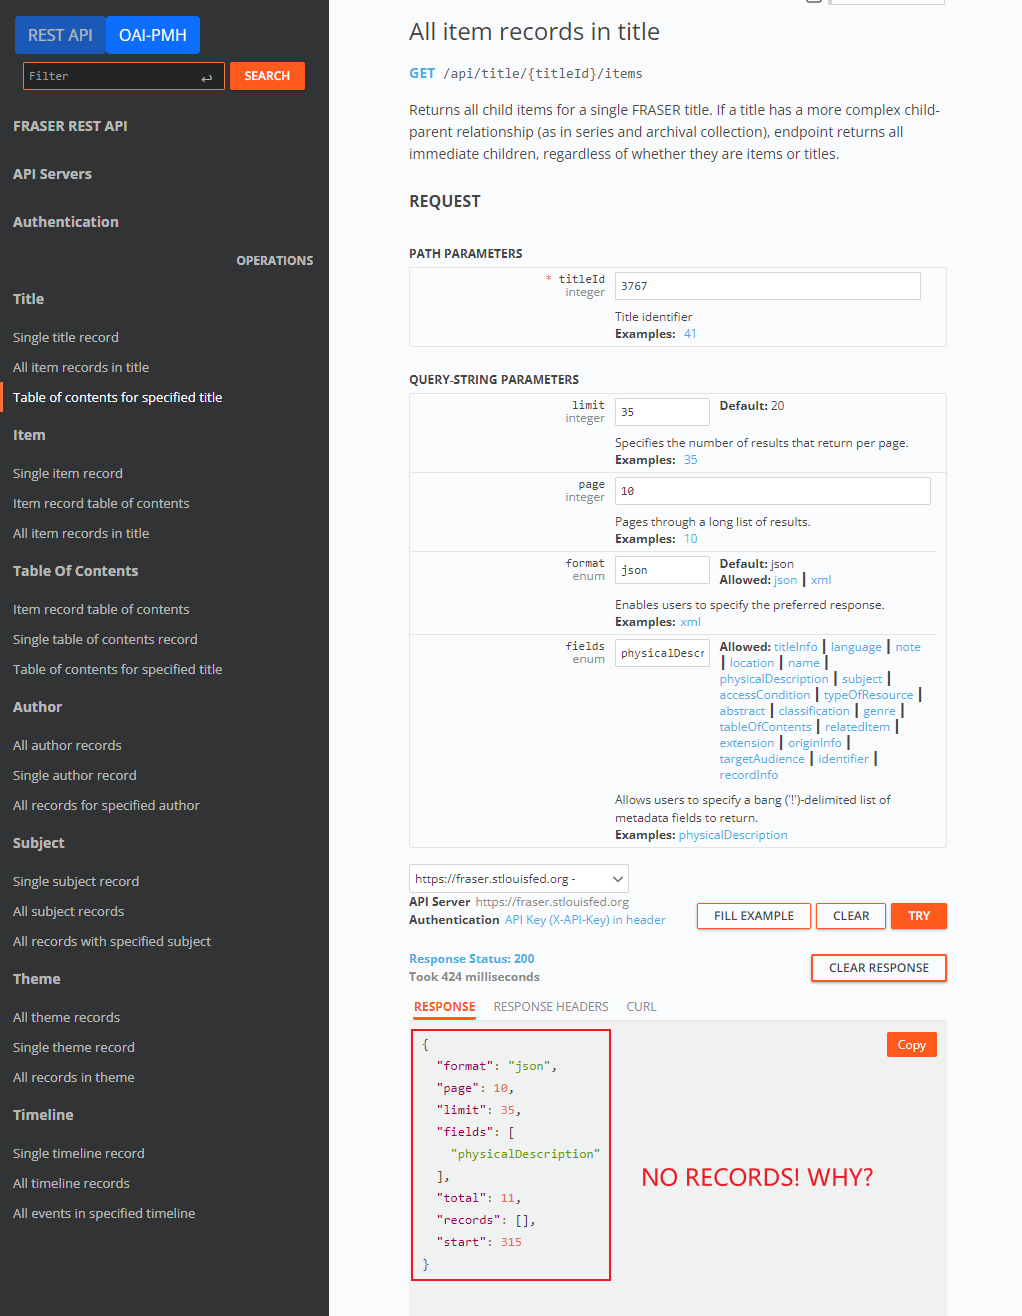 REST API OAI-PMH
Filter SEARCH
FRASER REST API
API Servers
Authentication
OPERATIONS
Title
Single title record
All item records in title
Table of contents for specified title
Item
Single item record
Item record table of contents
All item records in title
Table Of Contents
Item record table of contents
Single table of contents record
Table of contents for specified title
Author
All author records
Single author record
All records for specified author
Subject
Single subject record
All subject records
All records with specified subject
Theme
All theme records
Single theme record
All records in theme
Timeline
Single timeline record
All timeline records
All events in specified timeline
All item records in title
GET /api/title/{titleId}/items
Returns all child items for a single FRASER title. If a title has a more complex child-
parent relationship (as in series and archival collection), endpoint returns all
immediate children, regardless of whether they are items or titles.
REQUEST
PATH PARAMETERS
* titleId 3767
integer
Title identifier
Examples: 41
QUERY-STRING PARAMETERS
limit 35 Default: 20
integer
Specifies the number of results that return per page.
Examples: 35
page 10
integer
Pages through a long list of results.
Examples: 10
format json Default: json
enum Allowed: json | xml
Enables users to specify the preferred response.
Examples: xml
fields physicalDescr Allowed: titleInfo | language | note
enum | location | name |
physicalDescription | subject |
accessCondition | typeOfResource |
abstract | classification | genre |
tableOfContents | relatedItem |
extension | originInfo |
targetAudience | identifier |
recordInfo
Allows users to specify a bang ('!')-delimited list of
metadata fields to return.
Examples: physicalDescription
https://fraser.stlouisfed.org -
API Server https://fraser.stlouisfed.org
Authentication API Key (X-API-Key) in header
FILL EXAMPLE CLEAR TRY
Response Status: 200
Took 424 milliseconds
CLEAR RESPONSE
RESPONSE RESPONSE HEADERS CURL
Copy
{
"format": "json",
"page": 10,
"limit": 35,
"fields": [
"physicalDescription"
],
"total": 11,
"records": [],
"start": 315
}
NO RECORDS! WHY?